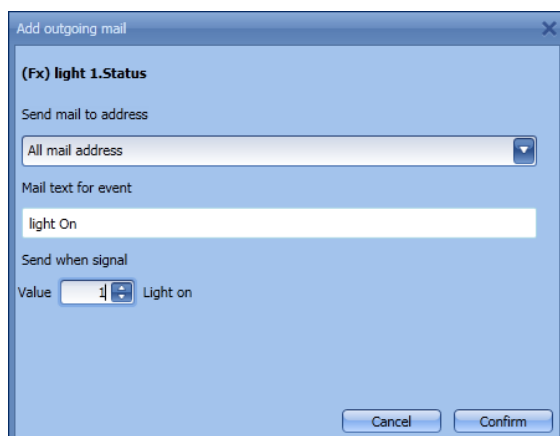 Add outgoing mail
(Fx) light 1.Status
Send mail to address
All mail address
Mail text for event
light On
Send when signal
Value 1 Light on
Cancel Confirm